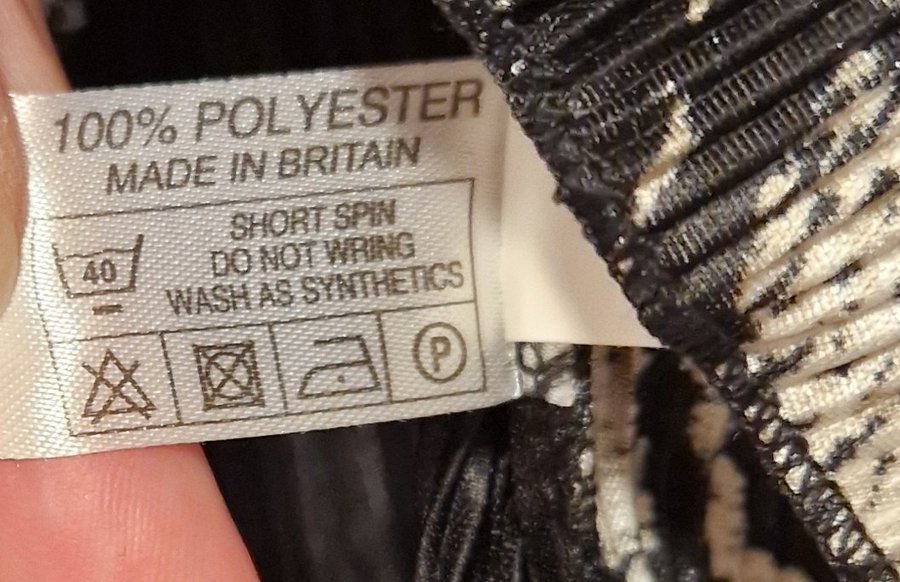 100% POLYESTER
MADE IN BRITAIN
SHORT SPIN
DO NOT WRING
WASH AS SYNTHETICS
40
P